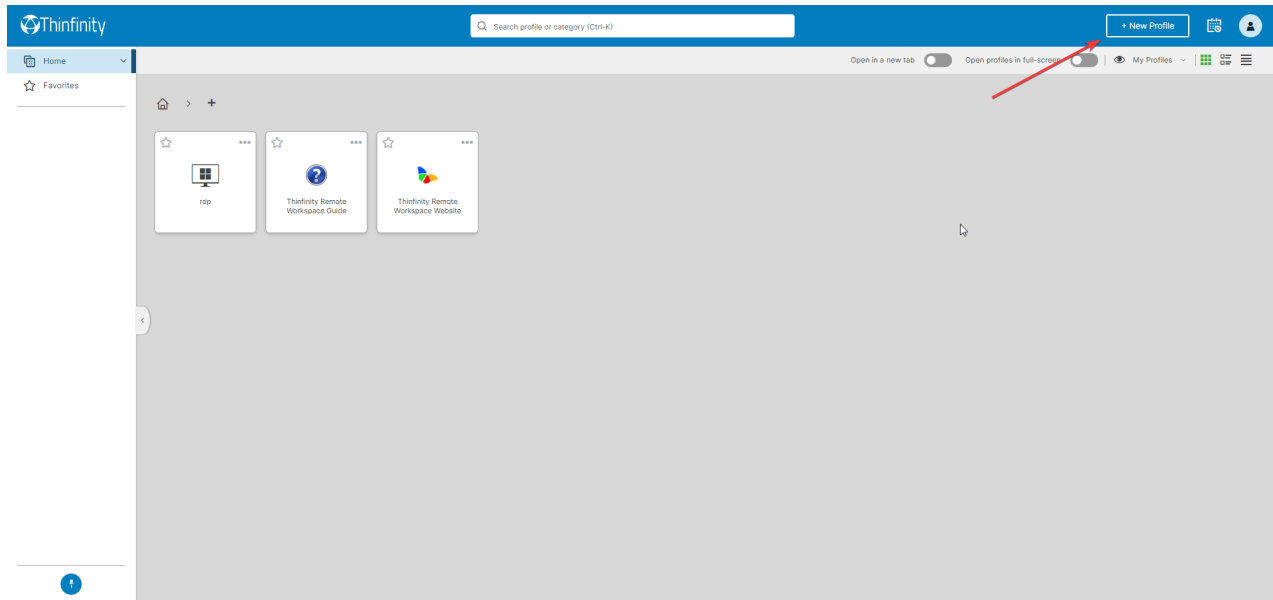 Thinfinity
Search profile or category (Ctrl-K)
+ New Profile
Home
Favorites
Open in a new tab
Open profiles in full-screen
My Profiles
rdp
Thinfinity Remote
Workspace Guide
Thinfinity Remote
Workspace Website